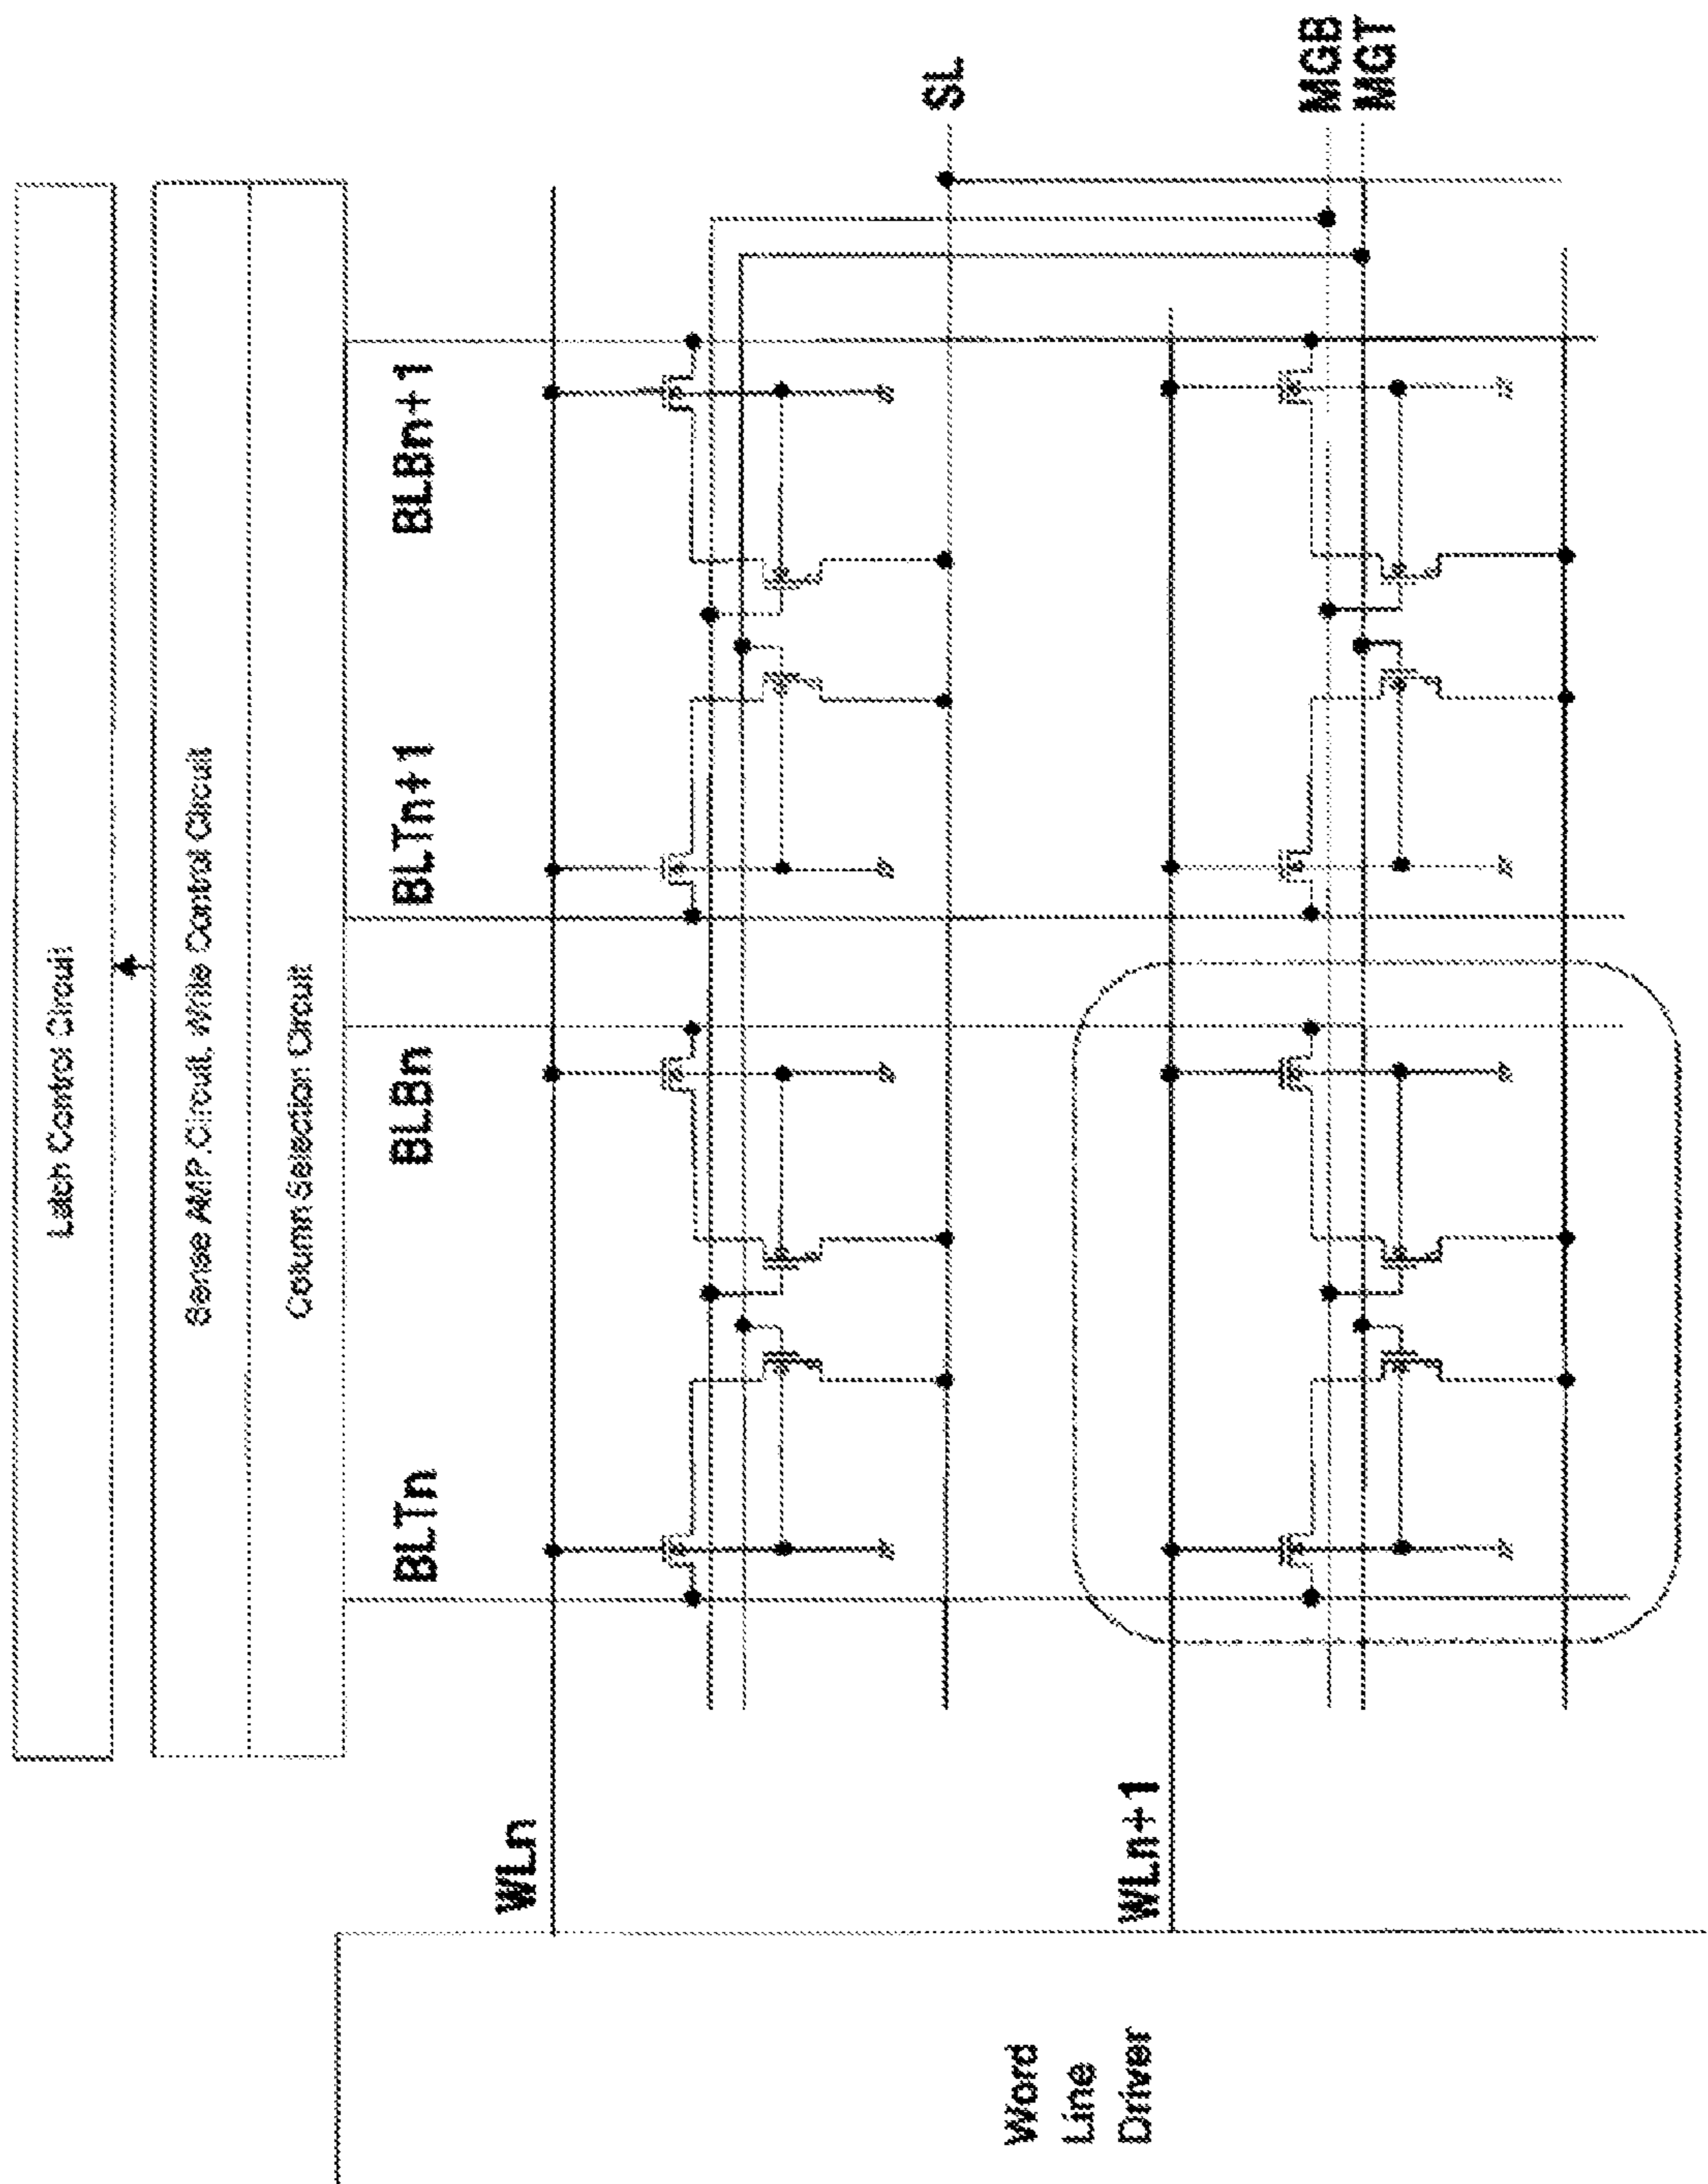 Latch Control Circuit
Sense AMP.Circuit, Write Control Circuit
Column Selection Circuit
BLTn
BLBn
BLTn+1
BLBn+1
WLn
SL
WLn+1
MGB
MGT
Word
Line
Driver